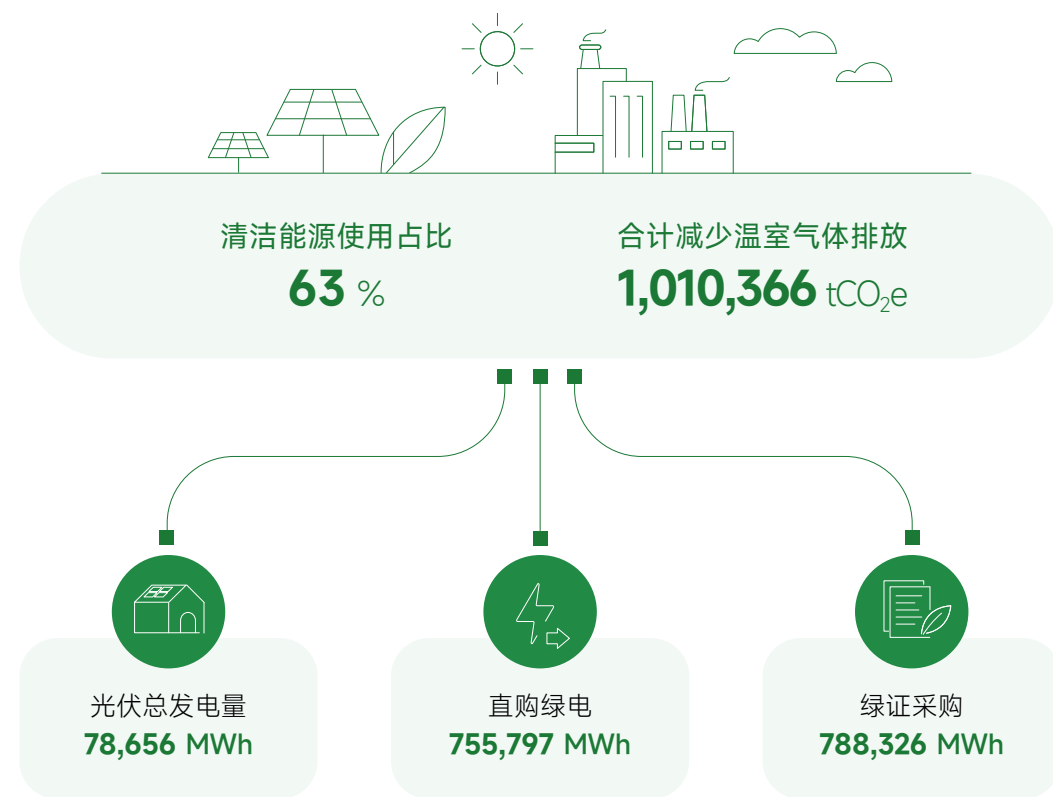 清洁能源使用占比
63 %
合计减少温室气体排放
1,010,366 tCO₂e
光伏总发电量
78,656 MWh
直购绿电
755,797 MWh
绿证采购
788,326 MWh